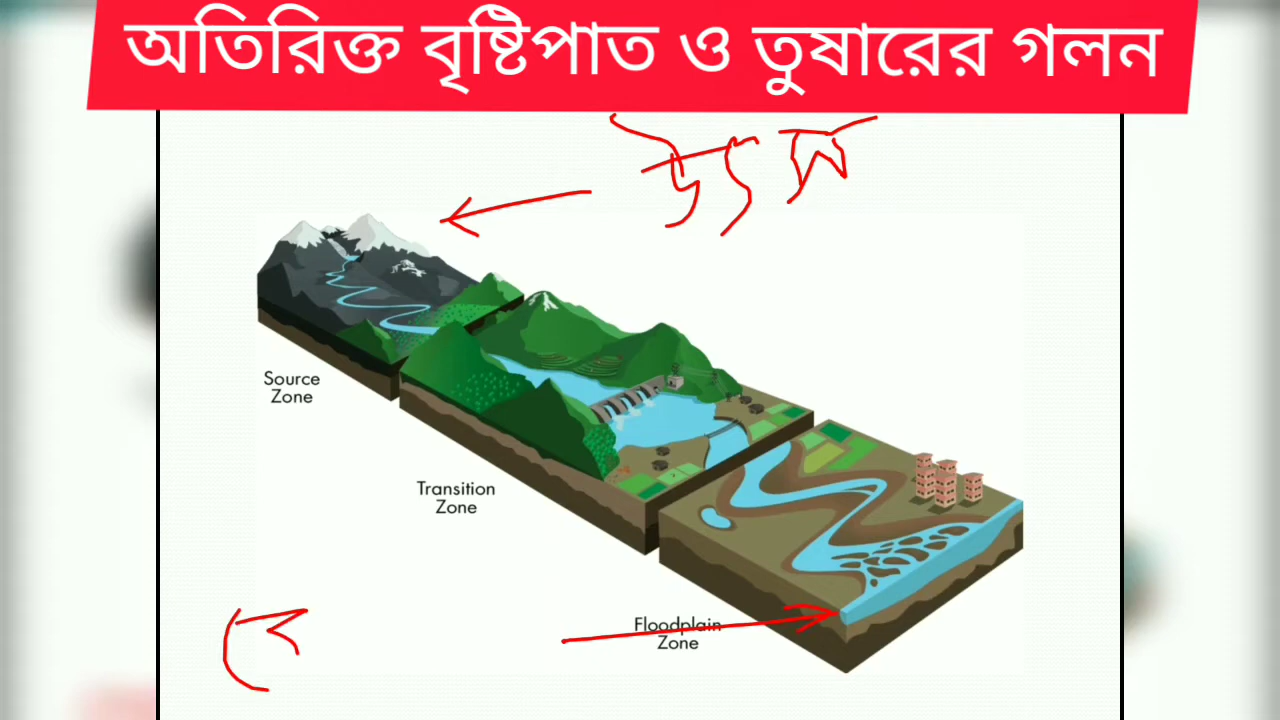 অতিরিক্ত বৃষ্টিপাত ও তুষারের গলন
উৎস
Source
Zone
Transition
Zone
Floodplain
Zone